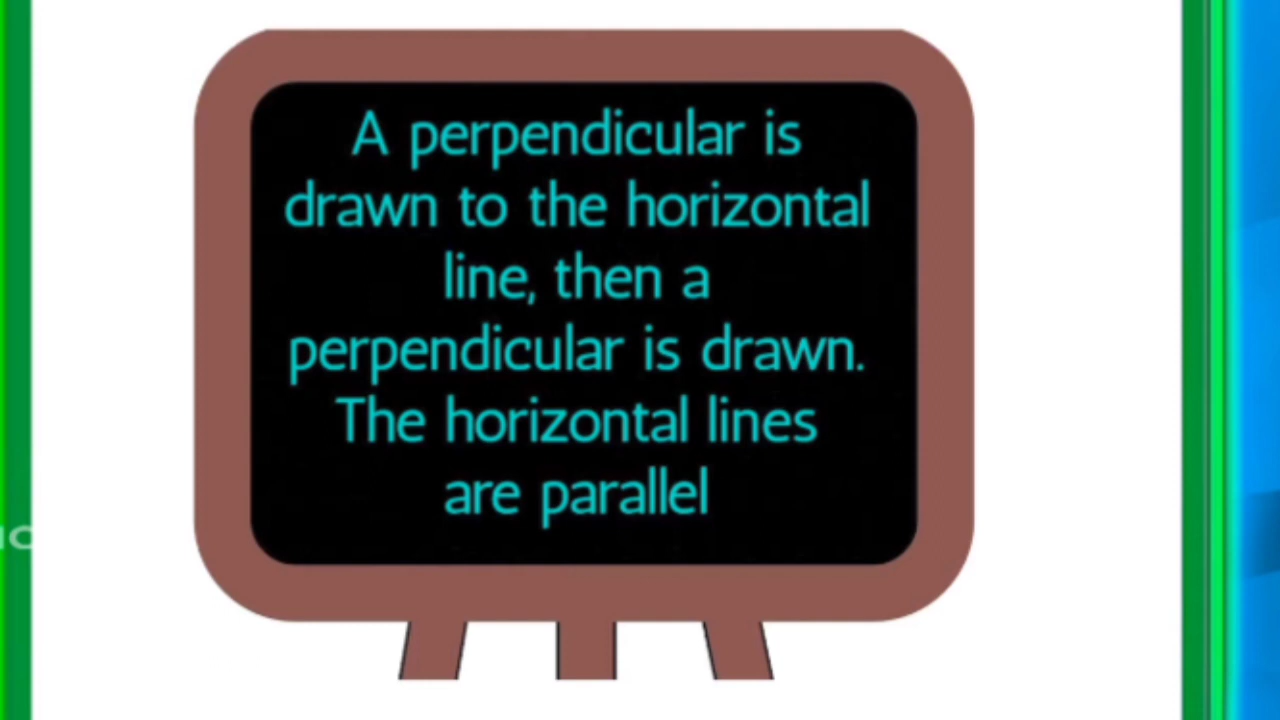 A perpendicular is
drawn to the horizontal
line, then a
perpendicular is drawn.
The horizontal lines
are parallel